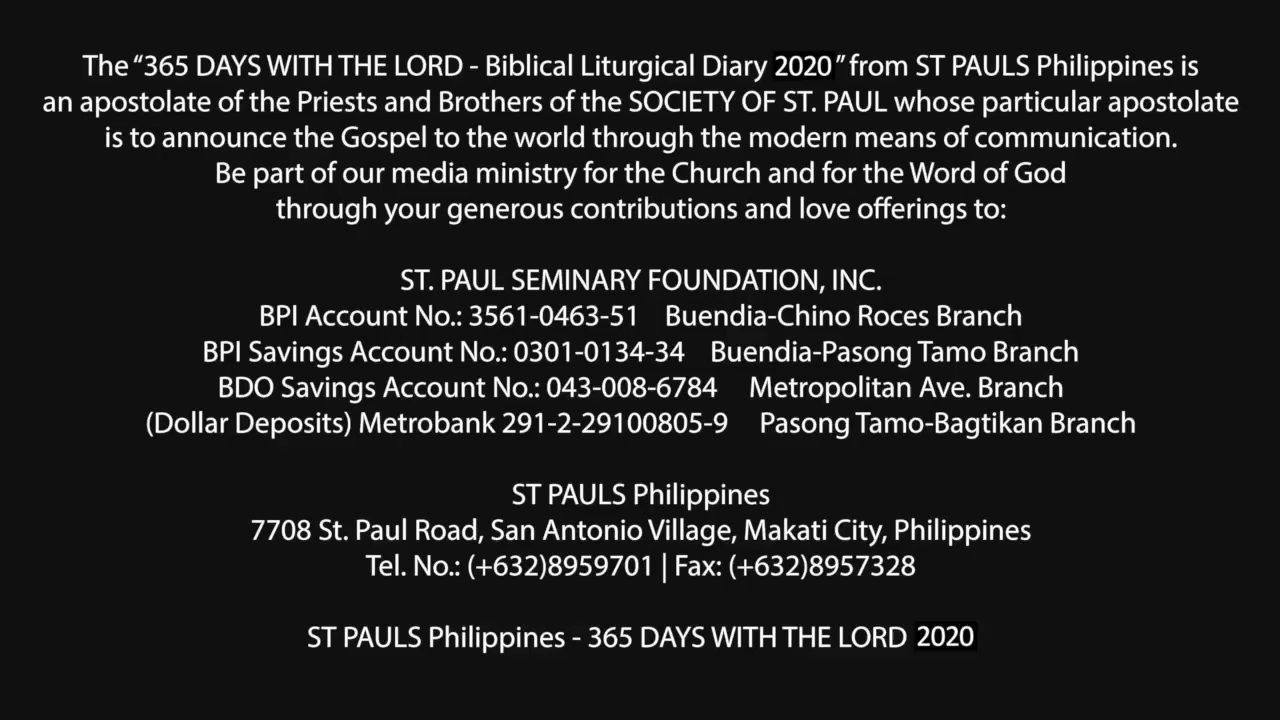 The “365 DAYS WITH THE LORD - Biblical Liturgical Diary 2020” from ST PAULS Philippines is
an apostolate of the Priests and Brothers of the SOCIETY OF ST. PAUL whose particular apostolate
is to announce the Gospel to the world through the modern means of communication.
Be part of our media ministry for the Church and for the Word of God
through your generous contributions and love offerings to:
ST. PAUL SEMINARY FOUNDATION, INC.
BPI Account No.: 3561-0463-51 Buendia-Chino Roces Branch
BPI Savings Account No.: 0301-0134-34 Buendia-Pasong Tamo Branch
BDO Savings Account No.: 043-008-6784 Metropolitan Ave. Branch
(Dollar Deposits) Metrobank 291-2-29100805-9 Pasong Tamo-Bagtikan Branch
ST PAULS Philippines
7708 St. Paul Road, San Antonio Village, Makati City, Philippines
Tel. No.: (+632)8959701 | Fax: (+632)8957328
ST PAULS Philippines - 365 DAYS WITH THE LORD 2020